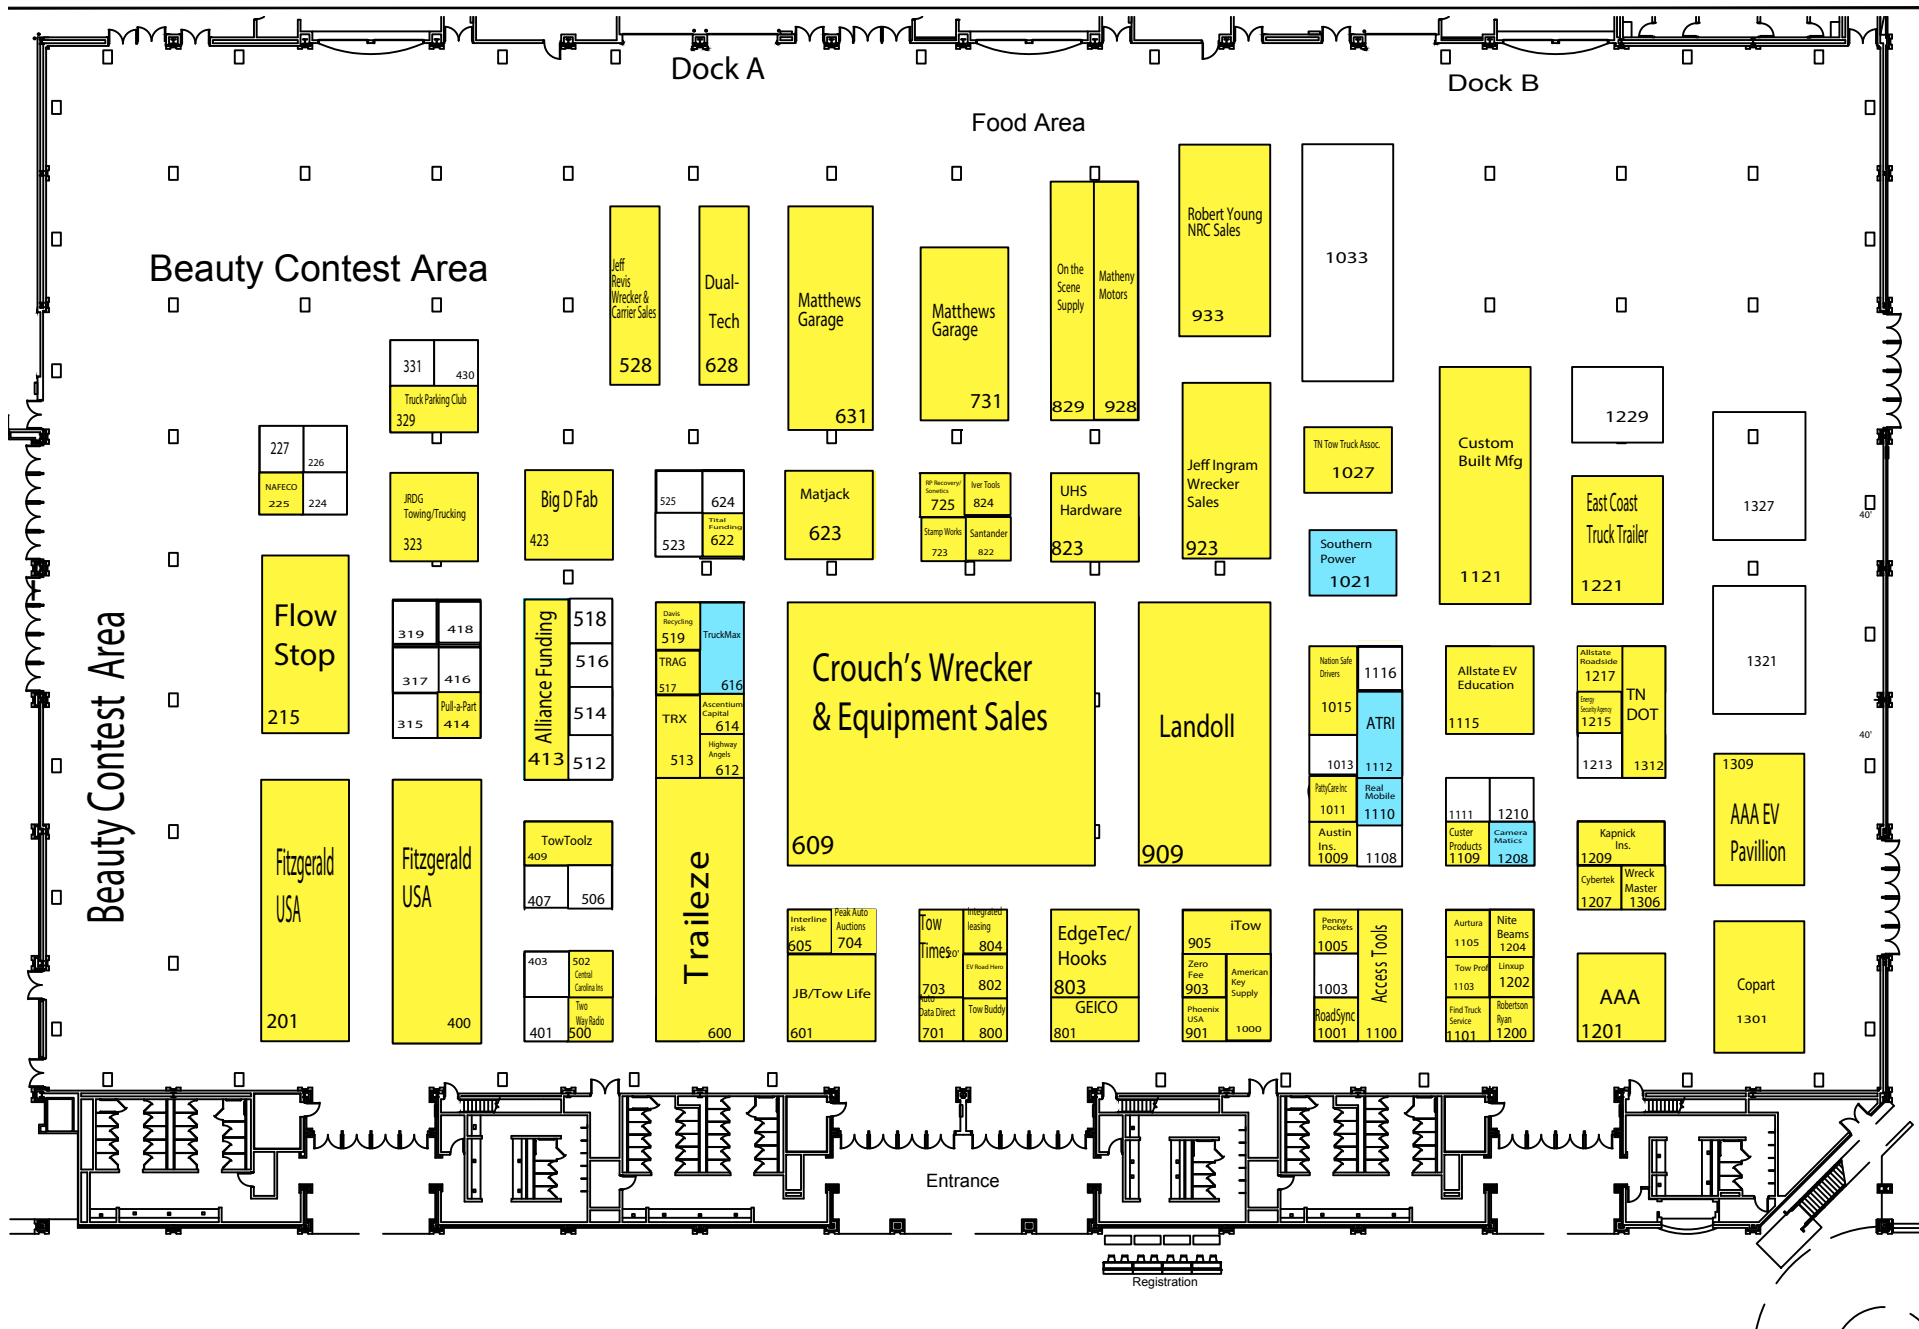 Dock A
Dock B
Food Area
Beauty Contest Area
Beauty Contest Area
Jeff
Revis
Wrecker &
Carrier Sales
528
Dual-
Tech
628
Matthews
Garage
631
Matthews
Garage
731
On the
Scene
Supply
829
Matheny
Motors
928
Robert Young
NRC Sales
933
1033
331
430
Truck Parking Club
329
227
226
NAFECO
225
224
JRDG
Towing/Trucking
323
Big D Fab
423
525
624
523
Tital
Funding
622
Matjack
623
RP Recovery/
Sonetics
725
Iver Tools
824
Stamp Works
723
Santander
822
UHS
Hardware
823
Jeff Ingram
Wrecker
Sales
923
TN Tow Truck Assoc.
1027
Southern
Power
1021
Custom
Built Mfg
1121
1229
East Coast
Truck Trailer
1221
1327
40'
1321
40'
Flow
Stop
215
319
418
317
416
315
Pull-a-Part
414
Alliance Funding
413
518
516
514
512
Davis
Recycling
519
TruckMax
616
TRAG
517
TRX
513
Ascentium
Capital
614
Highway
Angels
612
Crouch's Wrecker
& Equipment Sales
609
Landoll
909
Nation Safe
Drivers
1015
1116
ATRI
1112
1013
PattyCare Inc
1011
Real
Mobile
1110
Austin
Ins.
1009
1108
Allstate EV
Education
1115
Allstate
Roadside
1217
Energy
Security Agency
1215
1213
TN
DOT
1312
1309
AAA EV
Pavillion
1111
1210
Custer
Products
1109
Camera
Matics
1208
Kapnick
Ins.
1209
Cybertek
1207
Wreck
Master
1306
Fitzgerald
USA
201
Fitzgerald
USA
400
TowToolz
409
407
506
403
502
Central
Carolina Ins
401
Two
Way Radio
500
Traileze
600
Interline
risk
605
Peak Auto
Auctions
704
JB/Tow Life
601
Tow
Times
20'
703
Integrated
leasing
804
EV Road Hero
802
Auto
Data Direct
701
Tow Buddy
800
EdgeTec/
Hooks
803
GEICO
801
iTow
905
Zero
Fee
903
American
Key
Supply
1000
Phoenix
USA
901
Penny
Pockets
1005
1003
RoadSync
1001
Access Tools
1100
Aurtura
1105
Nite
Beams
1204
Tow Prof
1103
Linxup
1202
Find Truck
Service
1101
Robertson
Ryan
1200
AAA
1201
Copart
1301
Entrance
Registration